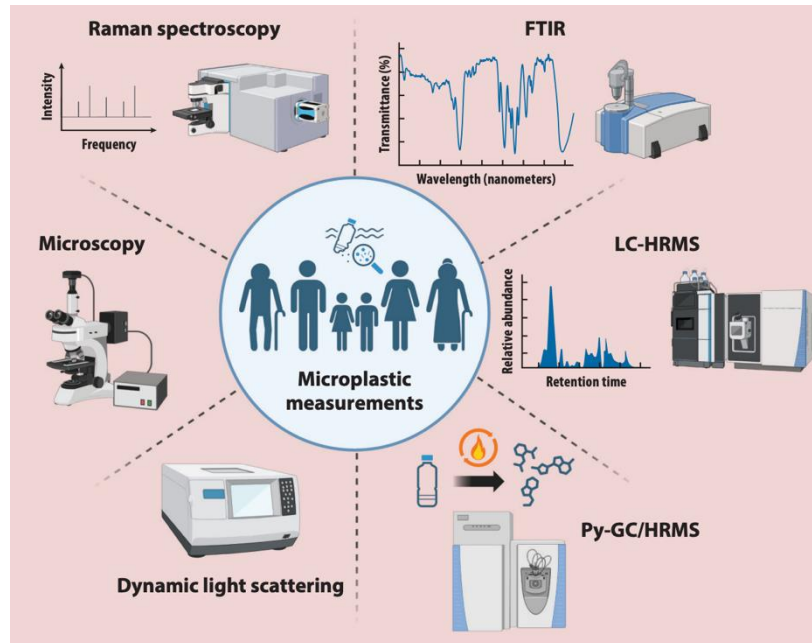 Raman spectroscopy
Intensity
Frequency
FTIR
Transmittance (%)
Wavelength (nanometers)
Microscopy
LC-HRMS
Relative abundance
Retention time
Microplastic
measurements
Dynamic light scattering
Py-GC/HRMS